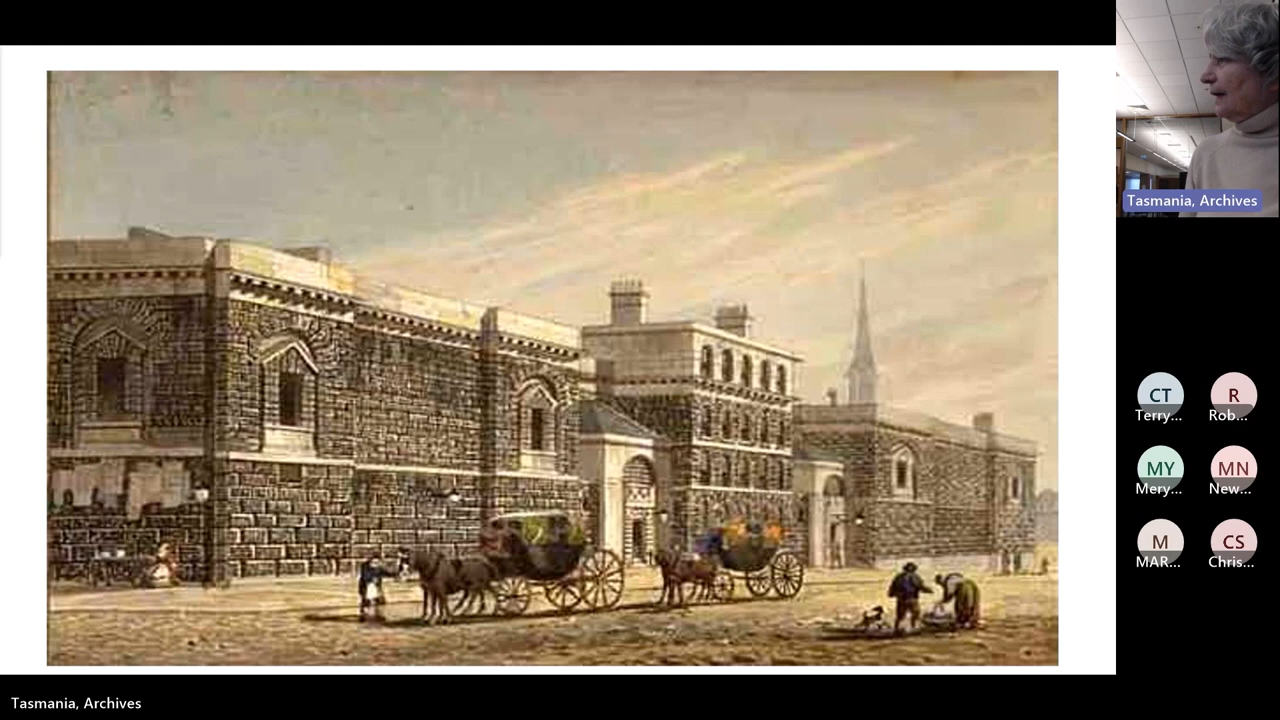 Tasmania, Archives
CT
R
Terry...
Rob...
MY
MN
Mery...
New...
M
CS
MAR...
Chris...
Tasmania, Archives